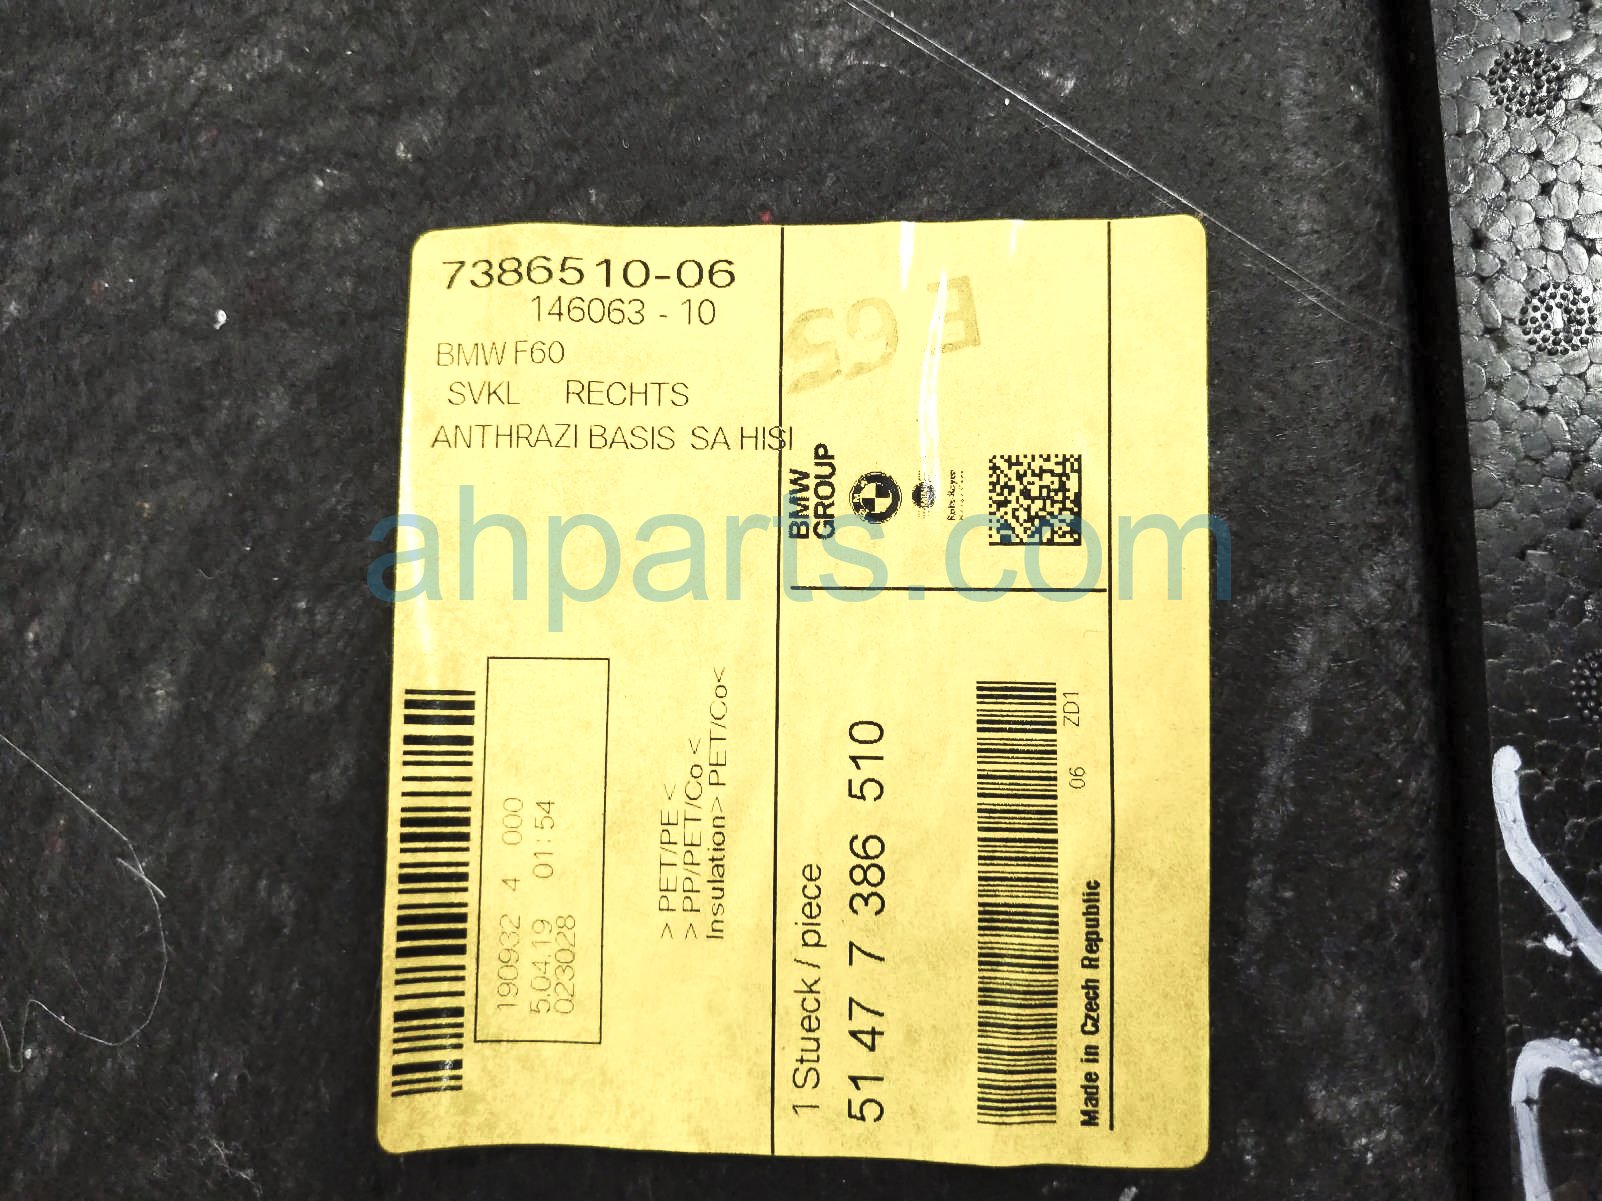 7386510-06
146063 - 10
BMW F60
SVKL RECHTS
ANTHRAZI BASIS SA HISI
BMW
GROUP
190932 4 000
5.04.19 01:54
023028
> PET/PE <
> PP/PET/Co <
Insulation > PET/Co <
1 Stueck / piece
51 47 7 386 510
06 ZD1
Made in Czech Republic
ahparts.com